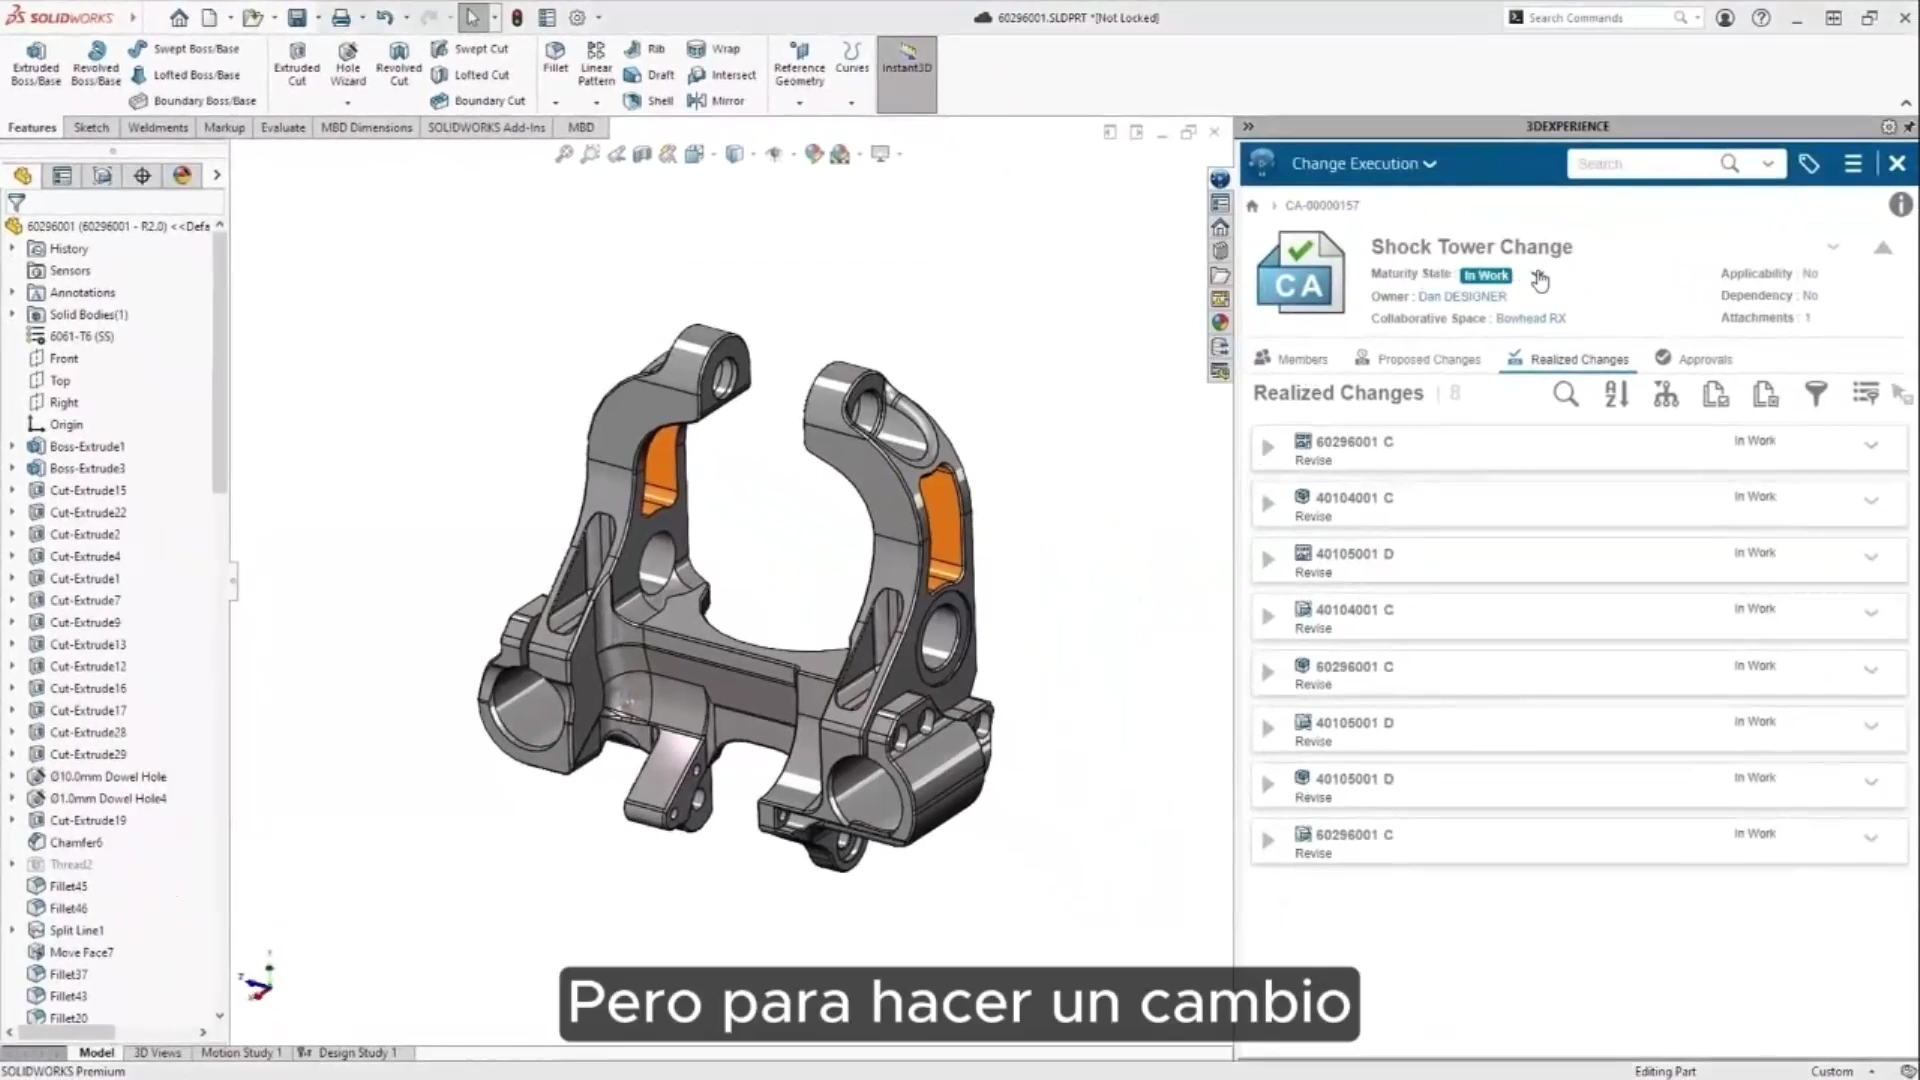 SOLIDWORKS
60296001.SLDPRT *[Not Locked]
Search Commands
Extruded Boss/Base
Revolved Boss/Base
Swept Boss/Base
Lofted Boss/Base
Boundary Boss/Base
Extruded Cut
Hole Wizard
Revolved Cut
Swept Cut
Lofted Cut
Boundary Cut
Fillet
Linear Pattern
Rib
Draft
Shell
Wrap
Intersect
Mirror
Reference Geometry
Curves
Instant3D
Features
Sketch
Weldments
Markup
Evaluate
MBD Dimensions
SOLIDWORKS Add-Ins
MBD
60296001 (60296001 - R2.0) <<Defa
History
Sensors
Annotations
Solid Bodies(1)
6061-T6 (SS)
Front
Top
Right
Origin
Boss-Extrude1
Boss-Extrude3
Cut-Extrude15
Cut-Extrude22
Cut-Extrude2
Cut-Extrude4
Cut-Extrude1
Cut-Extrude7
Cut-Extrude9
Cut-Extrude13
Cut-Extrude12
Cut-Extrude16
Cut-Extrude17
Cut-Extrude28
Cut-Extrude29
Ø10.0mm Dowel Hole
Ø1.0mm Dowel Hole4
Cut-Extrude19
Chamfer6
Thread2
Fillet45
Fillet46
Split Line1
Move Face7
Fillet37
Fillet43
Fillet20
3DEXPERIENCE
Change Execution
Search
CA-00000157
CA
Shock Tower Change
Maturity State : In Work
Owner : Dan DESIGNER
Collaborative Space : Bowhead RX
Applicability : No
Dependency : No
Attachments : 1
Members
Proposed Changes
Realized Changes
Approvals
Realized Changes | 8
60296001 C In Work
Revise
40104001 C In Work
Revise
40105001 D In Work
Revise
40104001 C In Work
Revise
60296001 C In Work
Revise
40105001 D In Work
Revise
40105001 D In Work
Revise
60296001 C In Work
Revise
Pero para hacer un cambio
Model
3D Views
Motion Study 1
Design Study 1
SOLIDWORKS Premium
Editing Part
Custom